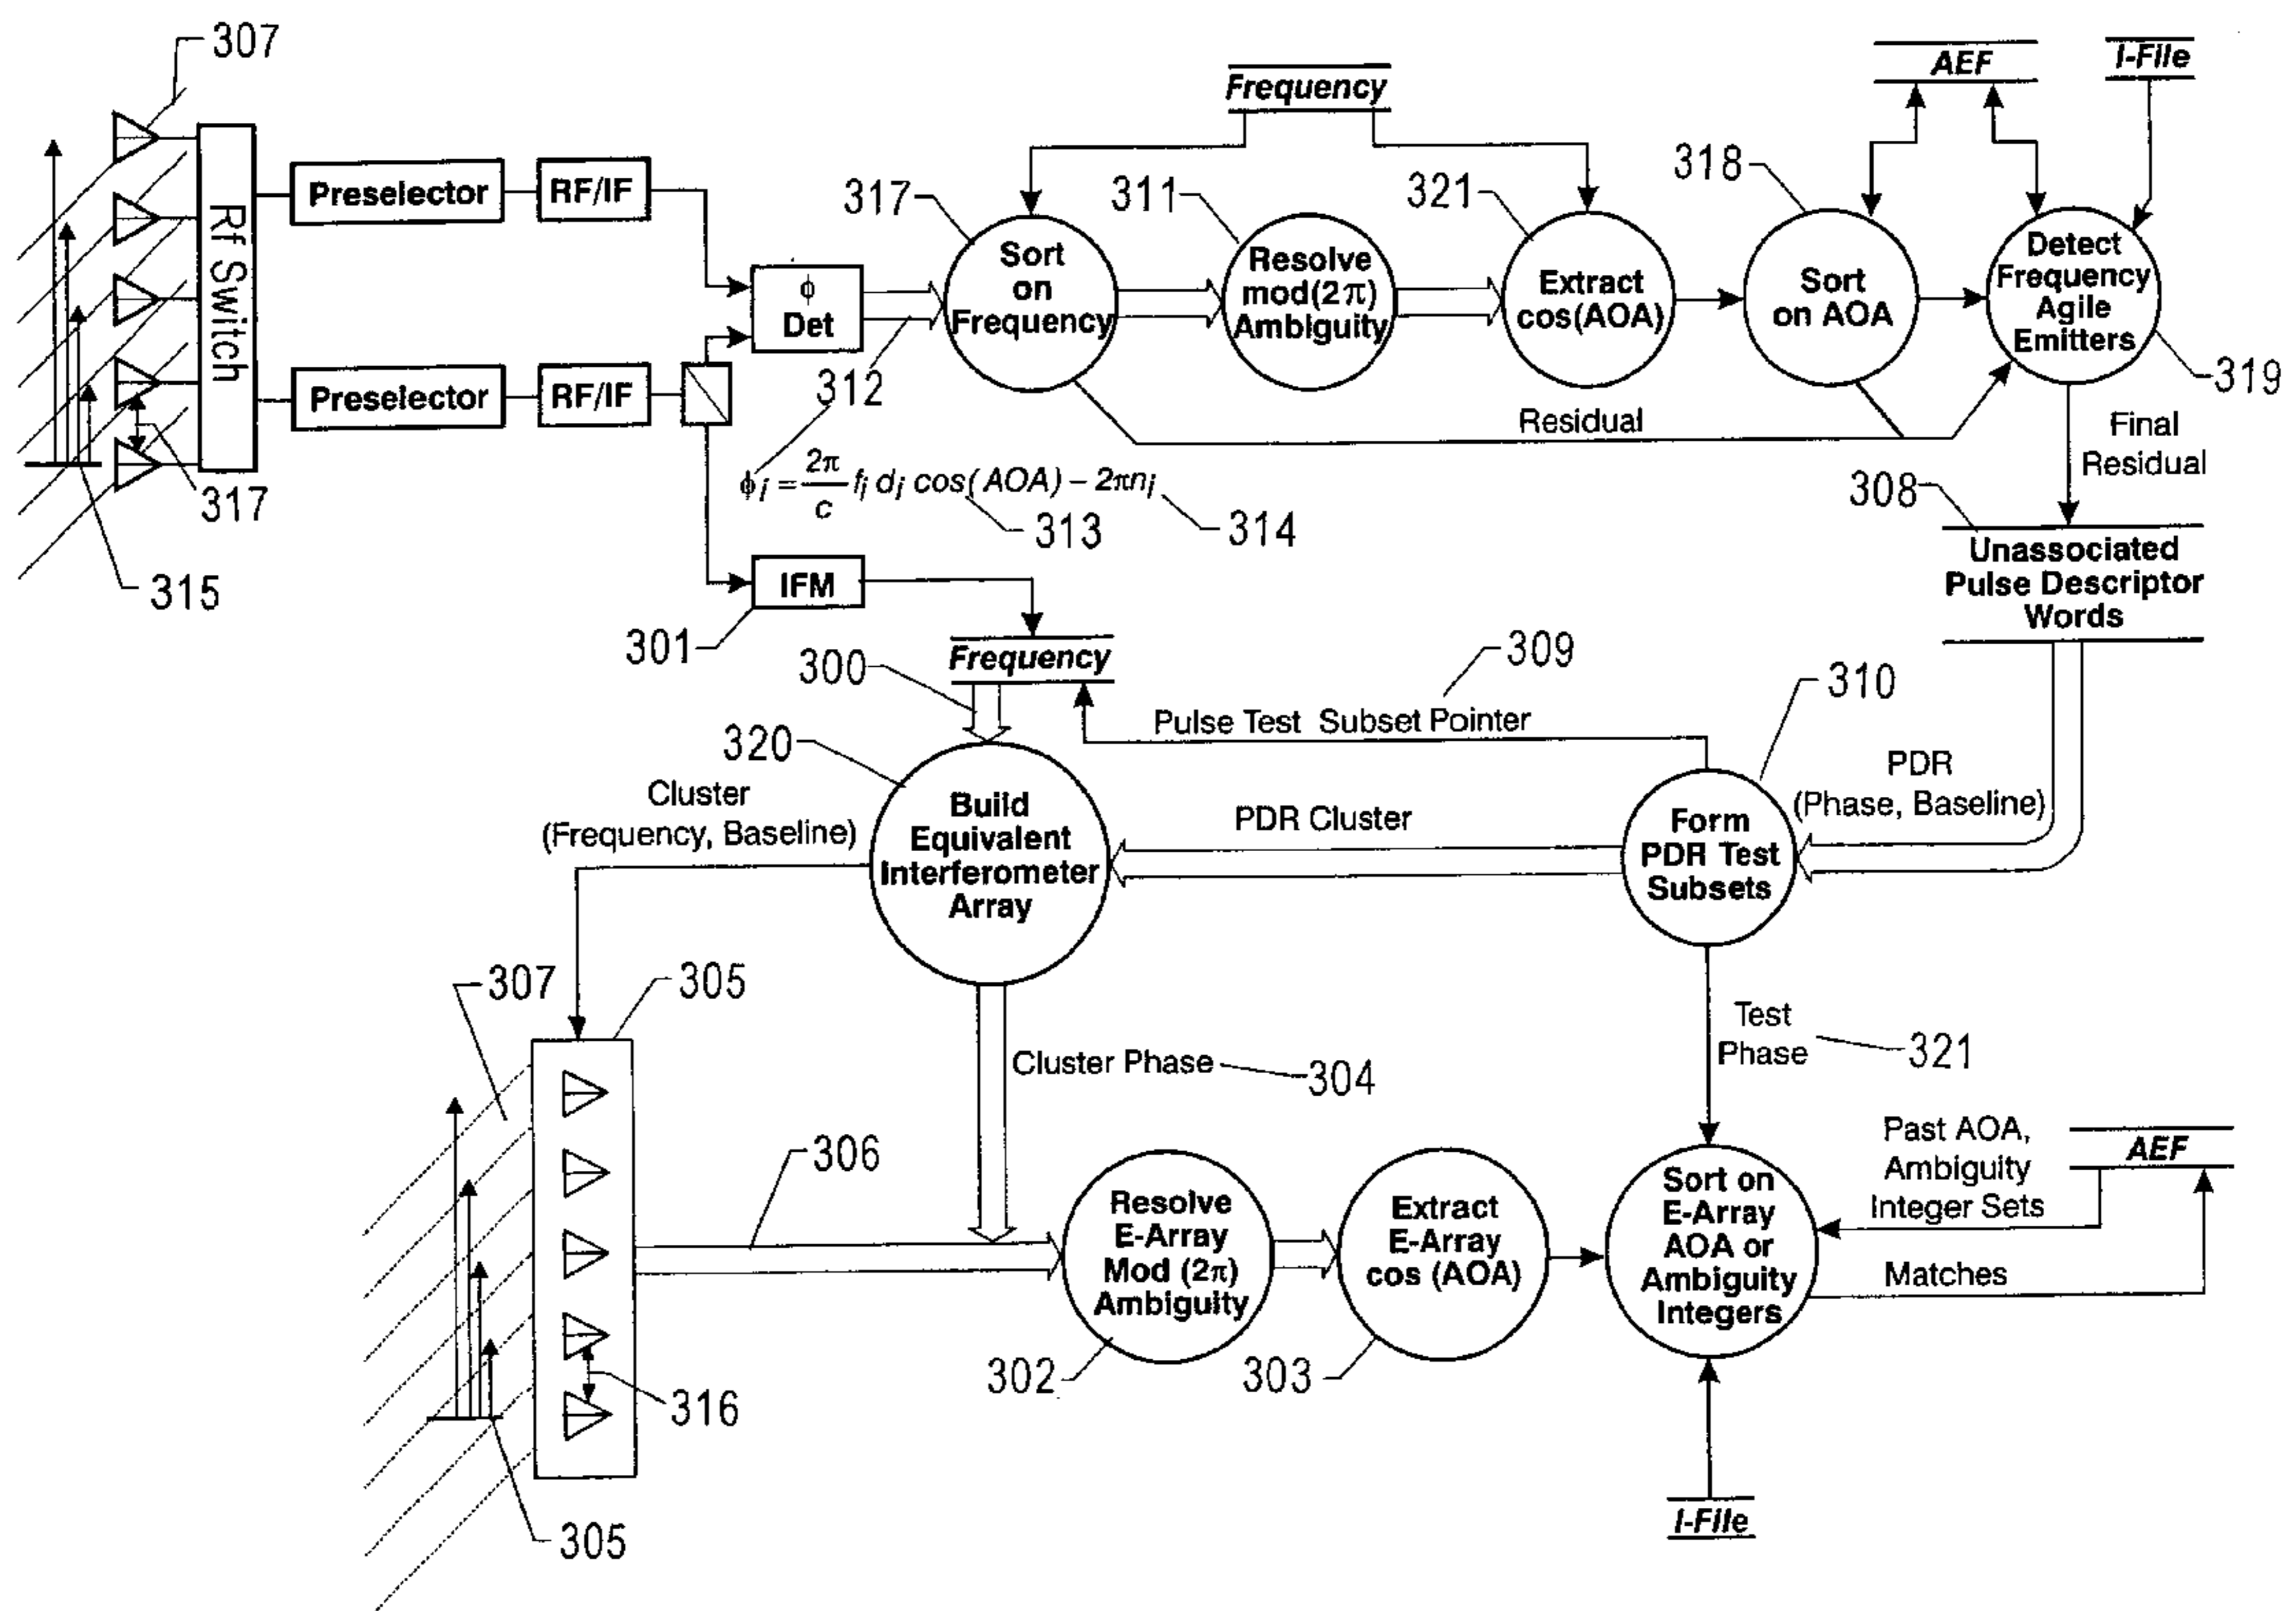 307
Rf Switch
Preselector
RF/IF
Preselector
RF/IF
317
315
ϕ
Det
312
ϕi = 2π/c fj dj cos(AOA) – 2πnj
313
314
IFM
301
Frequency
317
Sort
on
Frequency
311
Resolve
mod(2π)
Ambiguity
321
Extract
cos(AOA)
318
Sort
on AOA
AEF
I-File
Detect
Frequency
Agile
Emitters
319
Residual
Final
Residual
308
Unassociated
Pulse Descriptor
Words
300
Frequency
309
Pulse Test Subset Pointer
310
PDR
(Phase, Baseline)
320
Build
Equivalent
Interferometer
Array
PDR Cluster
Form
PDR Test
Subsets
Cluster
(Frequency, Baseline)
307
305
Cluster Phase
304
Test
Phase
321
306
Resolve
E-Array
Mod (2π)
Ambiguity
302
Extract
E-Array
cos (AOA)
303
Sort on
E-Array
AOA or
Ambiguity
Integers
Past AOA,
Ambiguity
Integer Sets
AEF
Matches
316
305
I-File